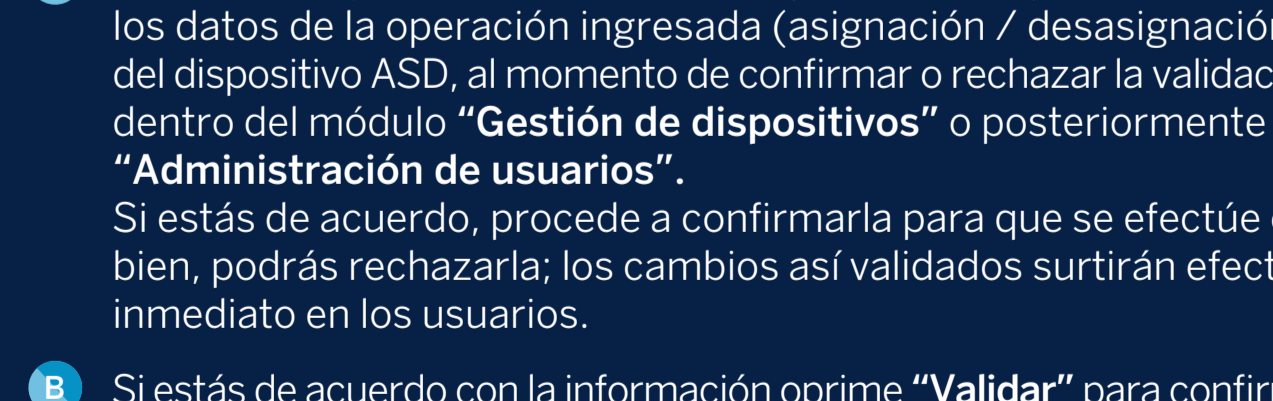 los datos de la operación ingresada (asignación / desasignación
del dispositivo ASD, al momento de confirmar o rechazar la validac
dentro del módulo “Gestión de dispositivos” o posteriormente
“Administración de usuarios”.
Si estás de acuerdo, procede a confirmarla para que se efectúe
bien, podrás rechazarla; los cambios así validados surtirán efect
inmediato en los usuarios.
B Si estás de acuerdo con la información oprime “Validar” para confir